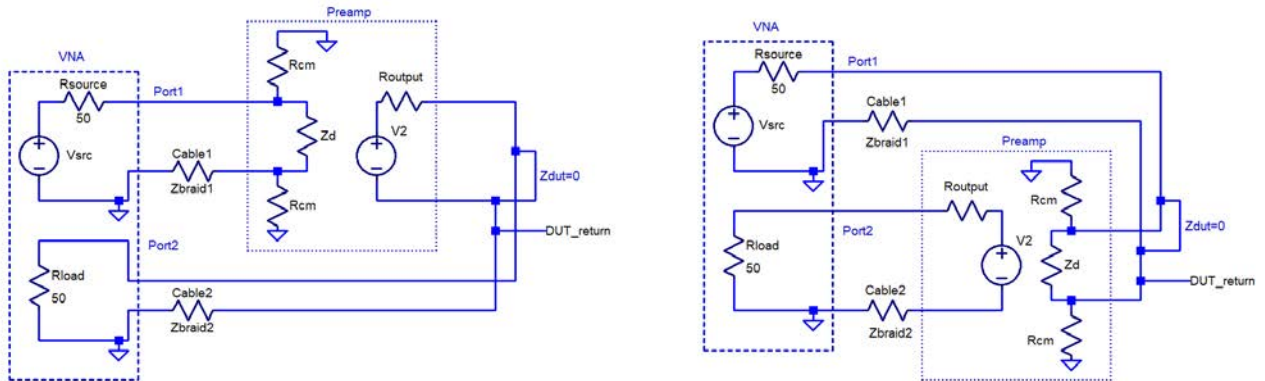 Preamp
VNA
Rcm
Rsource
50
Port1
Routput
Zd
V2
Vsrc
Cable1
Zbraid1
Zdut=0
Rcm
DUT_return
Port2
Rload
50
Cable2
Zbraid2
VNA
Rsource
50
Port1
Cable1
Zbraid1
Vsrc
Preamp
Rcm
Routput
Zdut=0
Port2
V2
Zd
Rload
50
DUT_return
Cable2
Zbraid2
Rcm